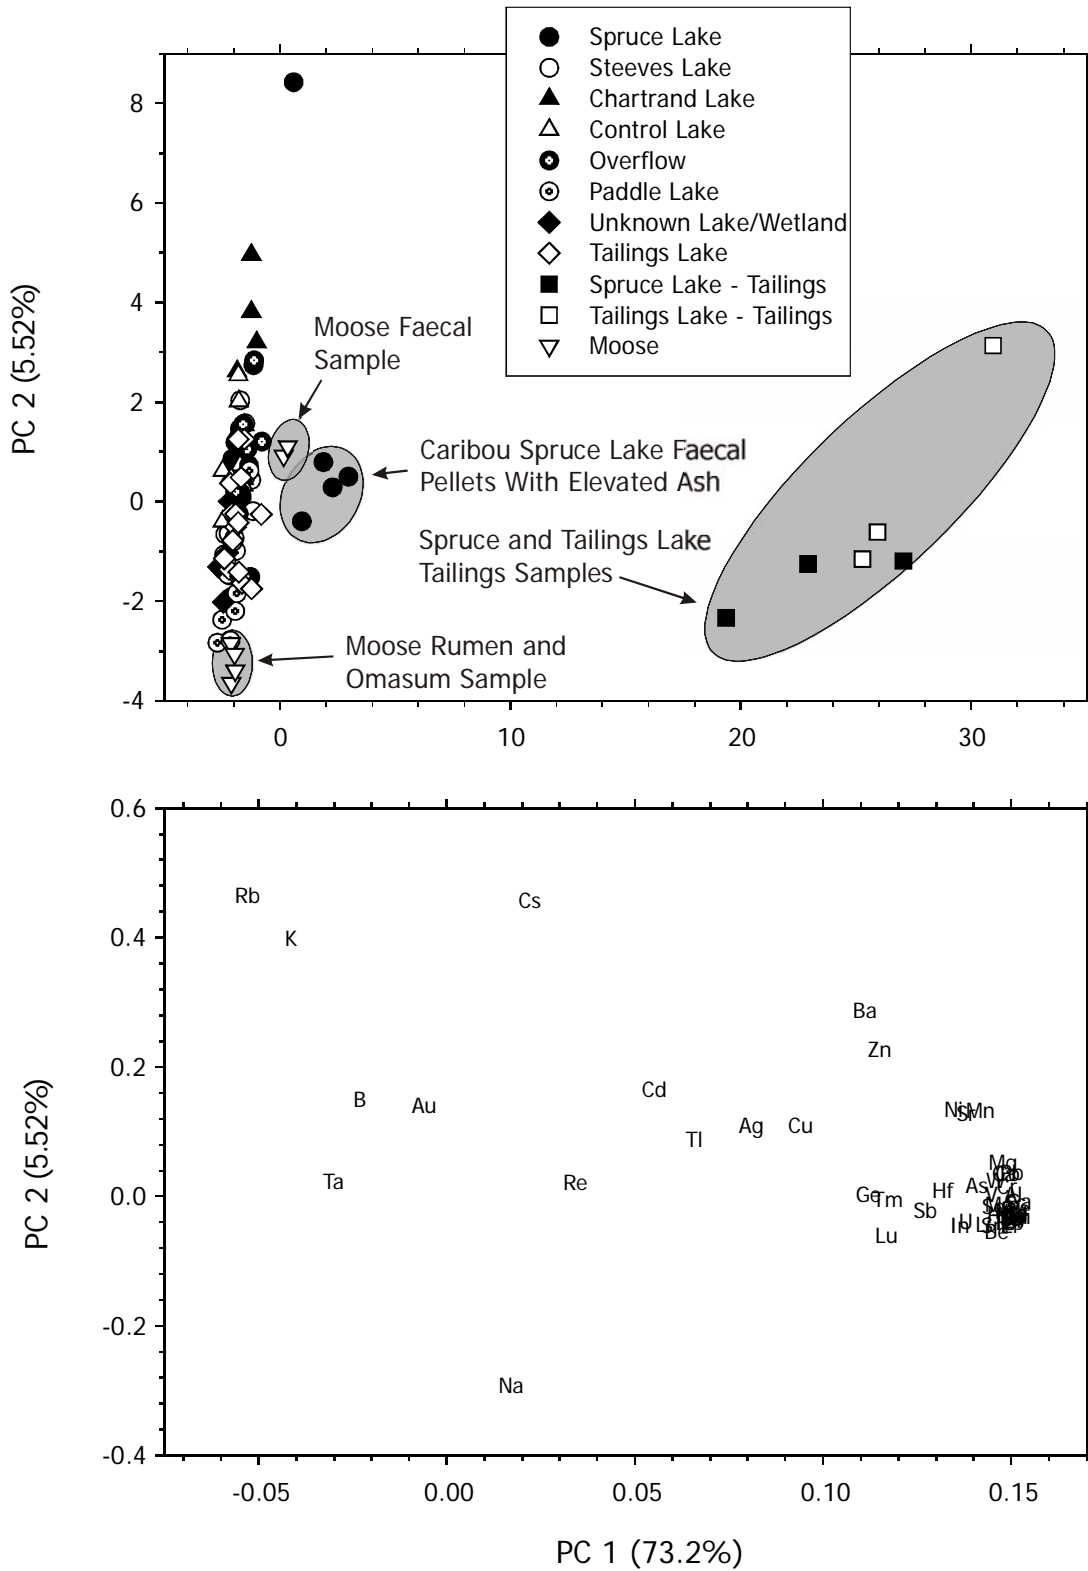 Spruce Lake
Steeves Lake
Chartrand Lake
Control Lake
Overflow
Paddle Lake
Unknown Lake/Wetland
Tailings Lake
Spruce Lake - Tailings
Tailings Lake - Tailings
Moose
PC 2 (5.52%)
8
6
4
2
0
-2
-4
Moose Faecal
Sample
Caribou Spruce Lake Faecal
Pellets With Elevated Ash
Spruce and Tailings Lake
Tailings Samples
Moose Rumen and
Omasum Sample
0 10 20 30
PC 2 (5.52%)
0.6
0.4
0.2
0.0
-0.2
-0.4
Rb
Cs
K
Ba
Zn
Cd
B
Au
Ni
Mn
Ag
Cu
Tl
Mg
Ta
Re
As
Hf
Ge
Tm
Sb
Lu
In
U
Be
Na
-0.05 0.00 0.05 0.10 0.15
PC 1 (73.2%)